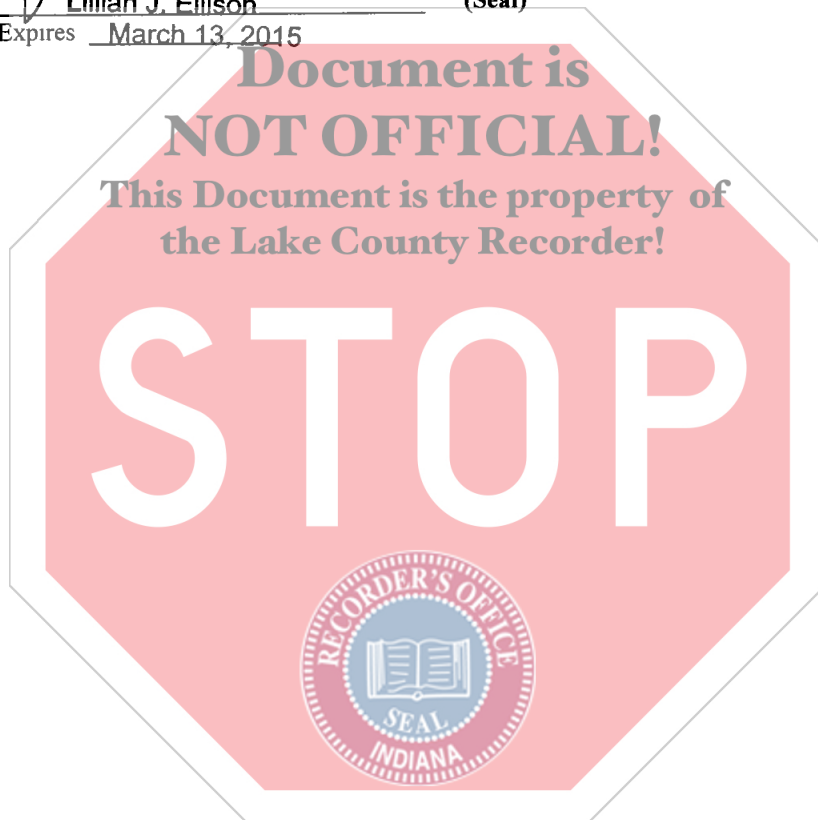 Lillian J. Ellison (Seal)
Expires March 13, 2015
Document is
NOT OFFICIAL!
This Document is the property of
the Lake County Recorder!
STOP
RECORDER'S OFFICE
SEAL
INDIANA